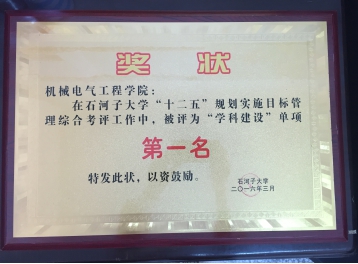 奖状
机械电气工程学院：
在石河子大学“十二五”规划实施目标管
理综合考评工作中，被评为“学科建设”单项
第一名
特发此状，以资鼓励。
石河子大学
二〇一六年三月